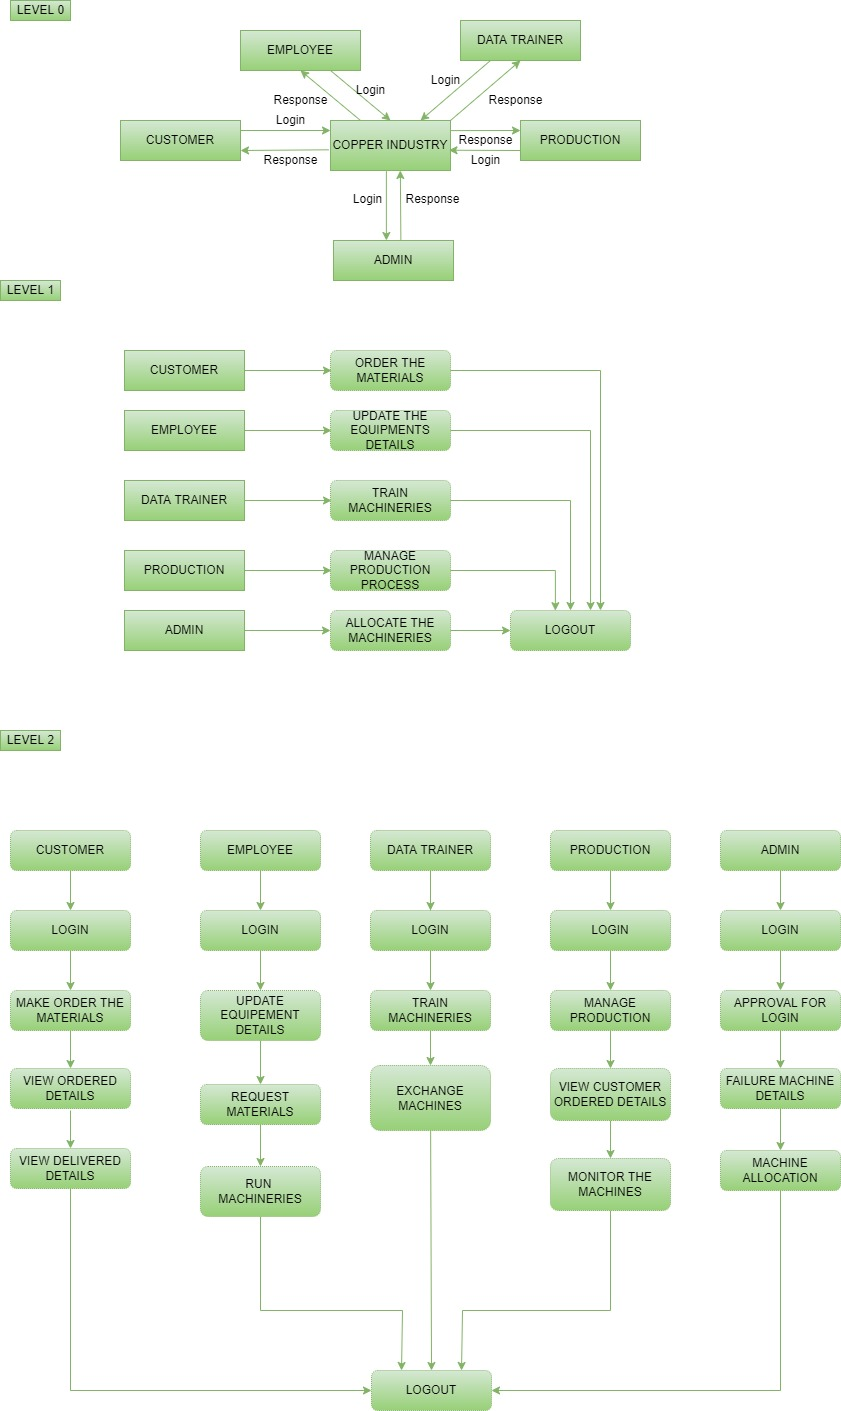 LEVEL 0
EMPLOYEE
DATA TRAINER
Login
Login
Response
Response
Login
CUSTOMER
COPPER INDUSTRY
Response
PRODUCTION
Response
Login
Login
Response
ADMIN
LEVEL 1
CUSTOMER
ORDER THE
MATERIALS
EMPLOYEE
UPDATE THE
EQUIPMENTS
DETAILS
DATA TRAINER
TRAIN
MACHINERIES
PRODUCTION
MANAGE
PRODUCTION
PROCESS
ADMIN
ALLOCATE THE
MACHINERIES
LOGOUT
LEVEL 2
CUSTOMER
EMPLOYEE
DATA TRAINER
PRODUCTION
ADMIN
LOGIN
LOGIN
LOGIN
LOGIN
LOGIN
MAKE ORDER THE
MATERIALS
UPDATE
EQUIPEMENT
DETAILS
TRAIN
MACHINERIES
MANAGE
PRODUCTION
APPROVAL FOR
LOGIN
VIEW ORDERED
DETAILS
REQUEST
MATERIALS
EXCHANGE
MACHINES
VIEW CUSTOMER
ORDERED DETAILS
FAILURE MACHINE
DETAILS
VIEW DELIVERED
DETAILS
RUN
MACHINERIES
MONITOR THE
MACHINES
MACHINE
ALLOCATION
LOGOUT